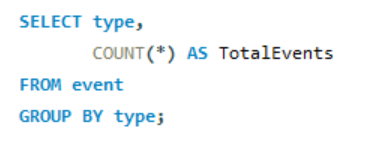 SELECT type,
COUNT(*) AS TotalEvents
FROM event
GROUP BY type;